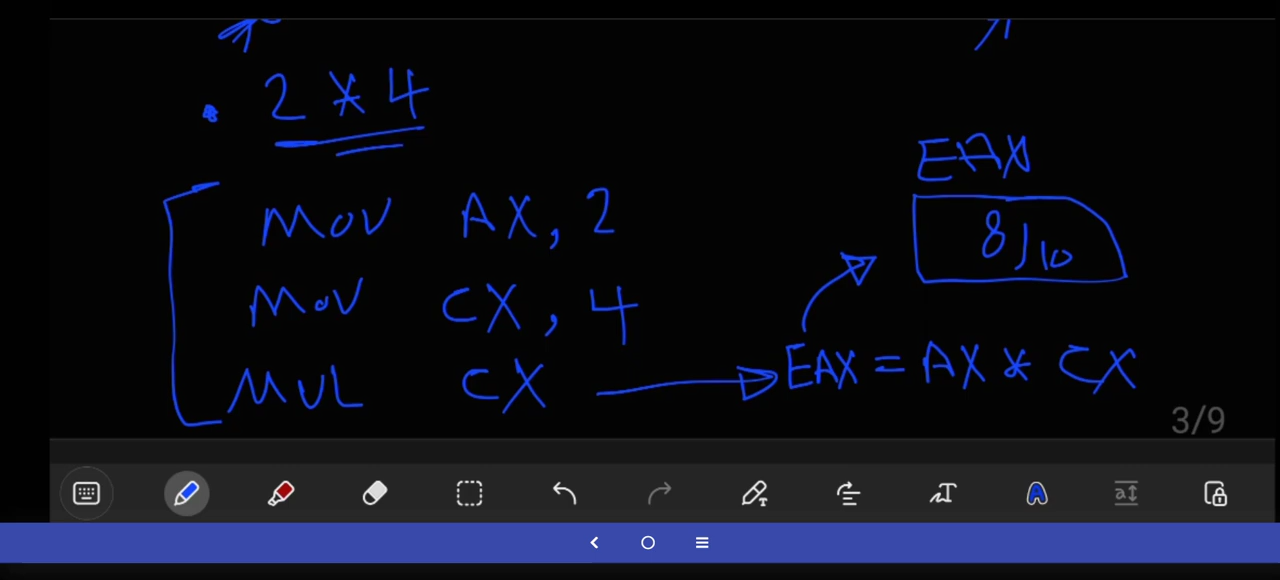 2 * 4
MOV AX, 2
MOV CX, 4
MUL CX → EAX = AX * CX
EAX
8)10
3/9